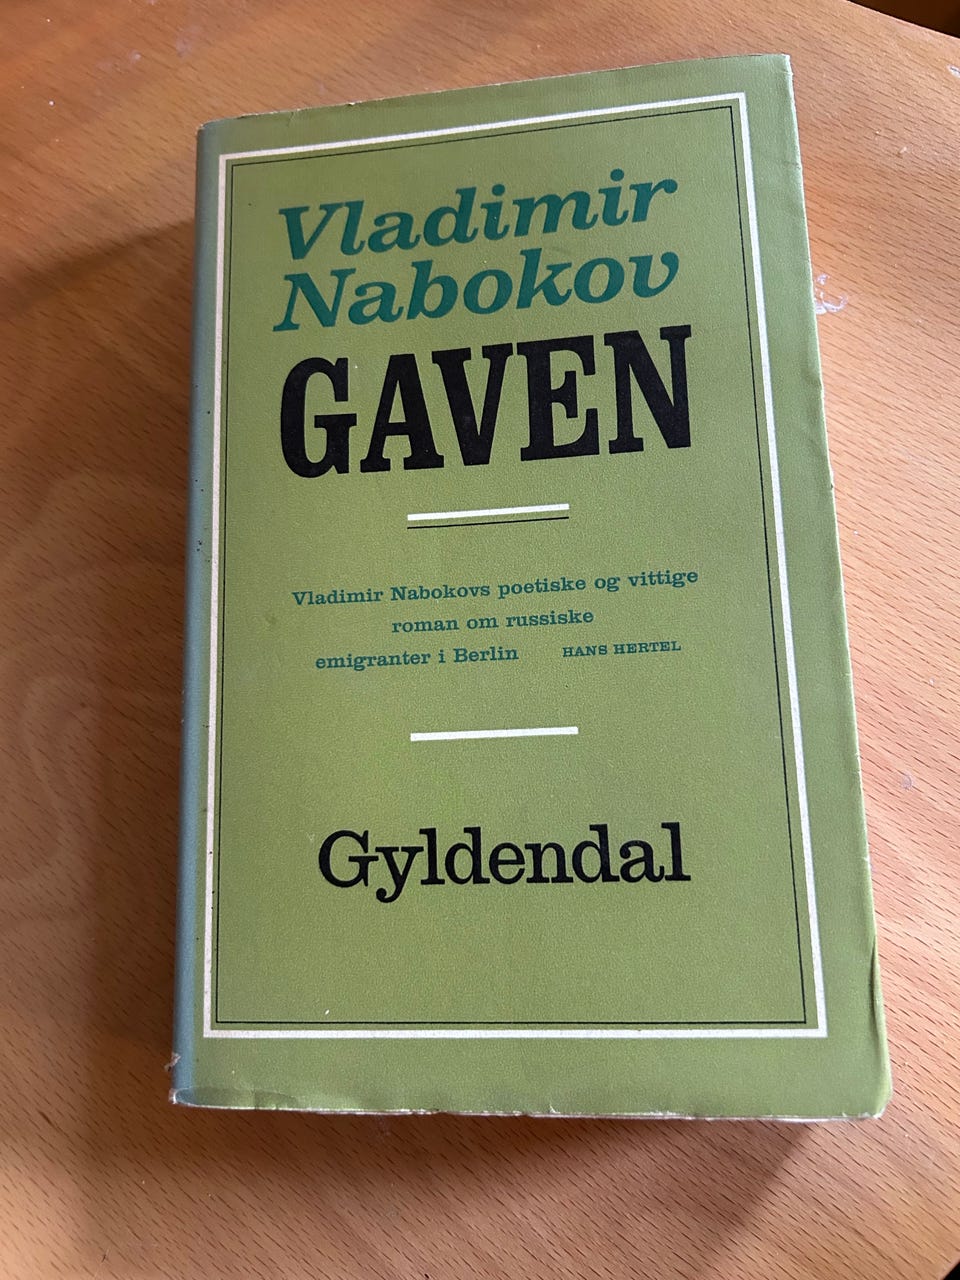 Vladimir
Nabokov
GAVEN
Vladimir Nabokovs poetiske og vittige
roman om russiske
emigranter i Berlin HANS HERTEL
Gyldendal